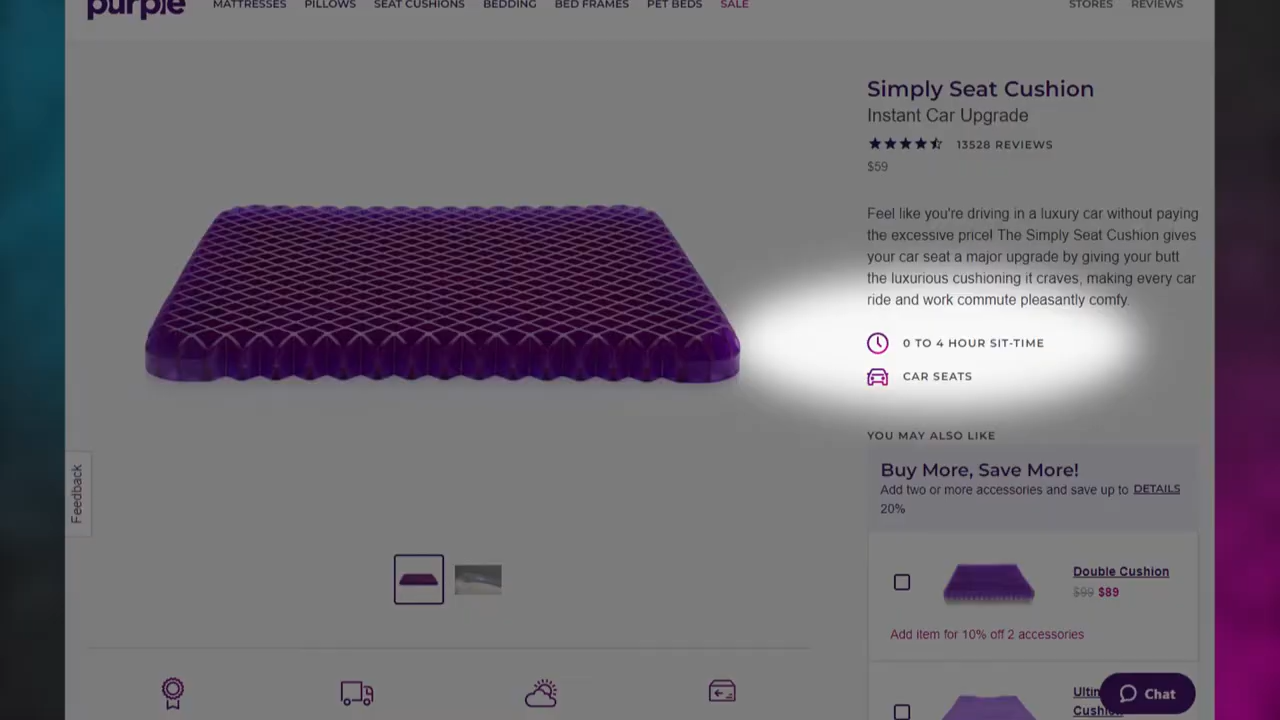 purple
MATTRESSES PILLOWS SEAT CUSHIONS BEDDING BED FRAMES PET BEDS SALE STORES REVIEWS
Simply Seat Cushion
Instant Car Upgrade
13528 REVIEWS
$59
Feel like you're driving in a luxury car without paying
the excessive price! The Simply Seat Cushion gives
your car seat a major upgrade by giving your butt
the luxurious cushioning it craves, making every car
ride and work commute pleasantly comfy.
0 TO 4 HOUR SIT-TIME
CAR SEATS
YOU MAY ALSO LIKE
Buy More, Save More!
Add two or more accessories and save up to DETAILS
20%
Feedback
Double Cushion
$99 $89
Add item for 10% off 2 accessories
Chat